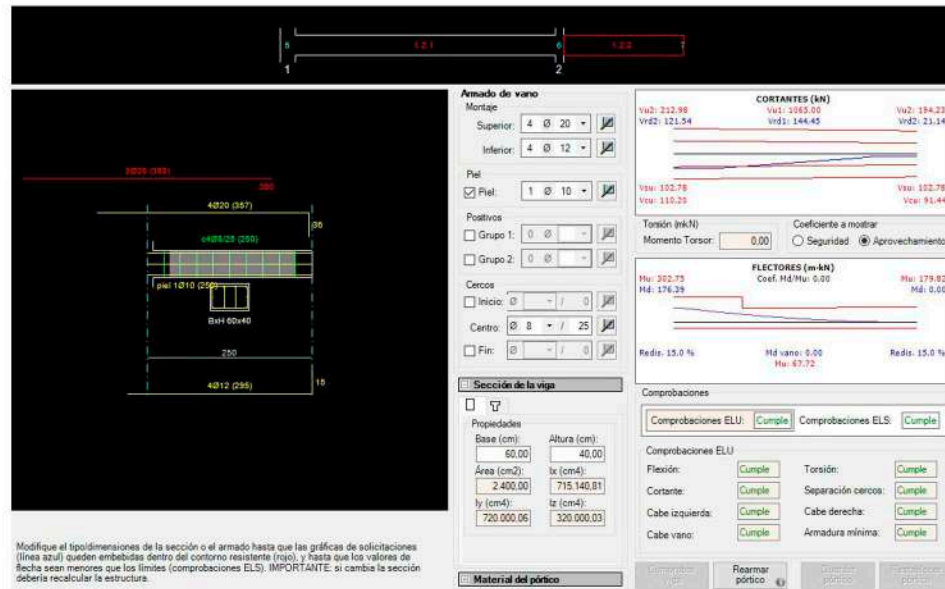 5 1.2.1 6 1.2.2 7
1 2
300
4Ø20 (357)
35
c4Ø8/25 (250)
piel 1Ø10 (250)
BxH 60x40
250
4Ø12 (295)
15
Modifique el tipo/dimensiones de la sección o el armado hasta que las gráficas de solicitaciones
(línea azul) queden embebidas dentro del contorno resistente (rojo), y hasta que los valores de
flecha sean menores que los límites (comprobaciones ELS). IMPORTANTE: si cambia la sección
debería recalcular la estructura.
Armado de vano
Montaje
Superior: 4 Ø 20
Inferior: 4 Ø 12
Piel
Piel: 1 Ø 10
Positivos
Grupo 1: 0 Ø
Grupo 2: 0 Ø
Cercos
Inicio: Ø / 0
Centro: Ø 8 / 25
Fin: Ø / 0
Sección de la viga
Propiedades
Base (cm): Altura (cm):
60,00 40,00
Área (cm2): Ix (cm4):
2.400,00 715.140,81
Iy (cm4): Iz (cm4):
720.000,06 320.000,03
Material del pórtico
CORTANTES (kN)
Vu2: 212.98 Vu1: 1065.00 Vu2: 194.23
Vrd2: 121.54 Vrd1: 144.45 Vrd2: 21.14
Vsu: 102.78 Vsu: 102.78
Vcu: 110.20 Vcu: 91.44
Torsión (mkN) Coeficiente a mostrar
Momento Torsor: 0,00 Seguridad Aprovechamiento
FLECTORES (m·kN)
Mu: 302.75 Coef. Md/Mu: 0.00 Mu: 179.82
Md: 176.39 Md: 0.00
Redis. 15.0 % Md vano: 0.00 Redis. 15.0 %
Mu: 67.72
Comprobaciones
Comprobaciones ELU: Cumple Comprobaciones ELS: Cumple
Comprobaciones ELU
Flexión: Cumple Torsión: Cumple
Cortante: Cumple Separación cercos: Cumple
Cabe izquierda: Cumple Cabe derecha: Cumple
Cabe vano: Cumple Armadura mínima: Cumple
Rearmar
pórtico